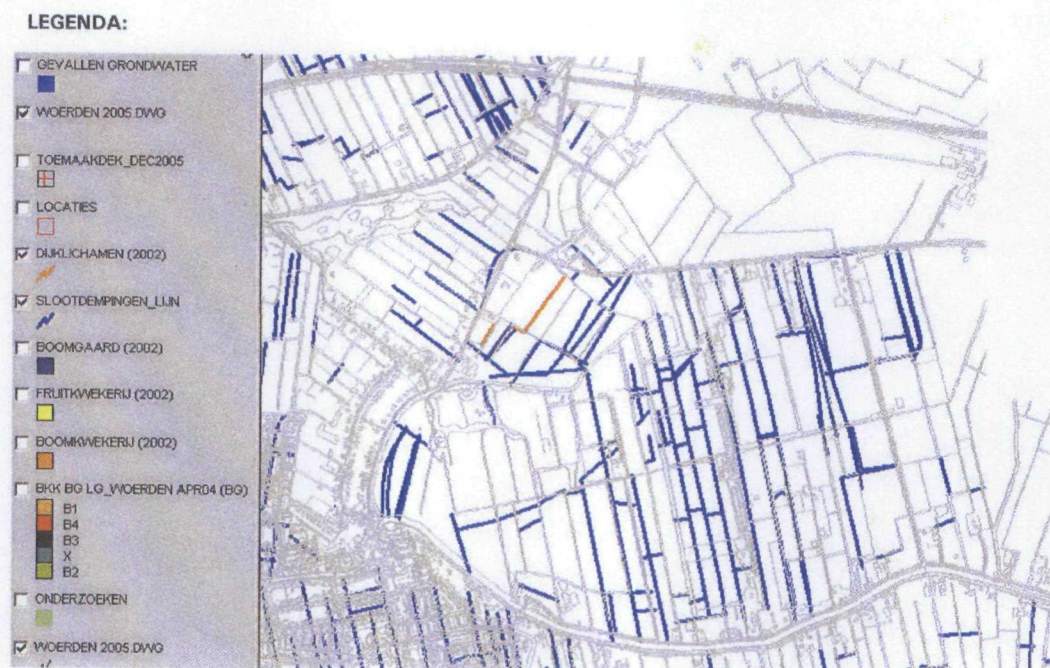 LEGENDA:
GEVALLEN GRONDWATER
WOERDEN 2005.DWG
TOEMAAKDEK_DEC2005
LOCATIES
DIJKLICHAMEN (2002)
SLOOTDEMPINGEN_LIJN
BOOMGAARD (2002)
FRUITKWEKERIJ (2002)
BOOMKWEKERIJ (2002)
BKK BG LG_WOERDEN APR04 (BG)
B1
B4
B3
X
B2
ONDERZOEKEN
WOERDEN 2005.DWG